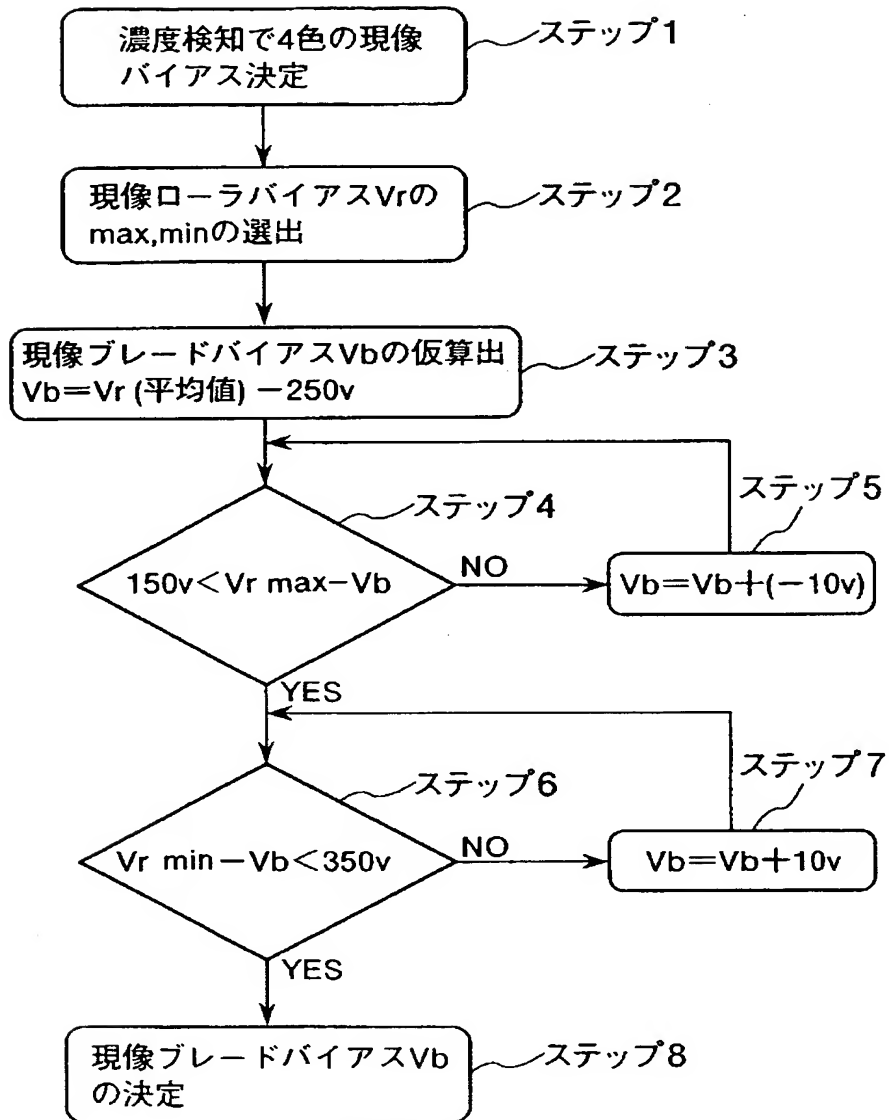 濃度検知で4色の現像
バイアス決定
ステップ1
現像ローラバイアスVrの
max,minの選出
ステップ2
現像ブレードバイアスVbの仮算出
Vb=Vr(平均値)-250v
ステップ3
ステップ4
150v<Vr max-Vb
NO
ステップ5
Vb=Vb+(-10v)
YES
ステップ6
Vr min-Vb<350v
NO
ステップ7
Vb=Vb+10v
YES
現像ブレードバイアスVb
の決定
ステップ8